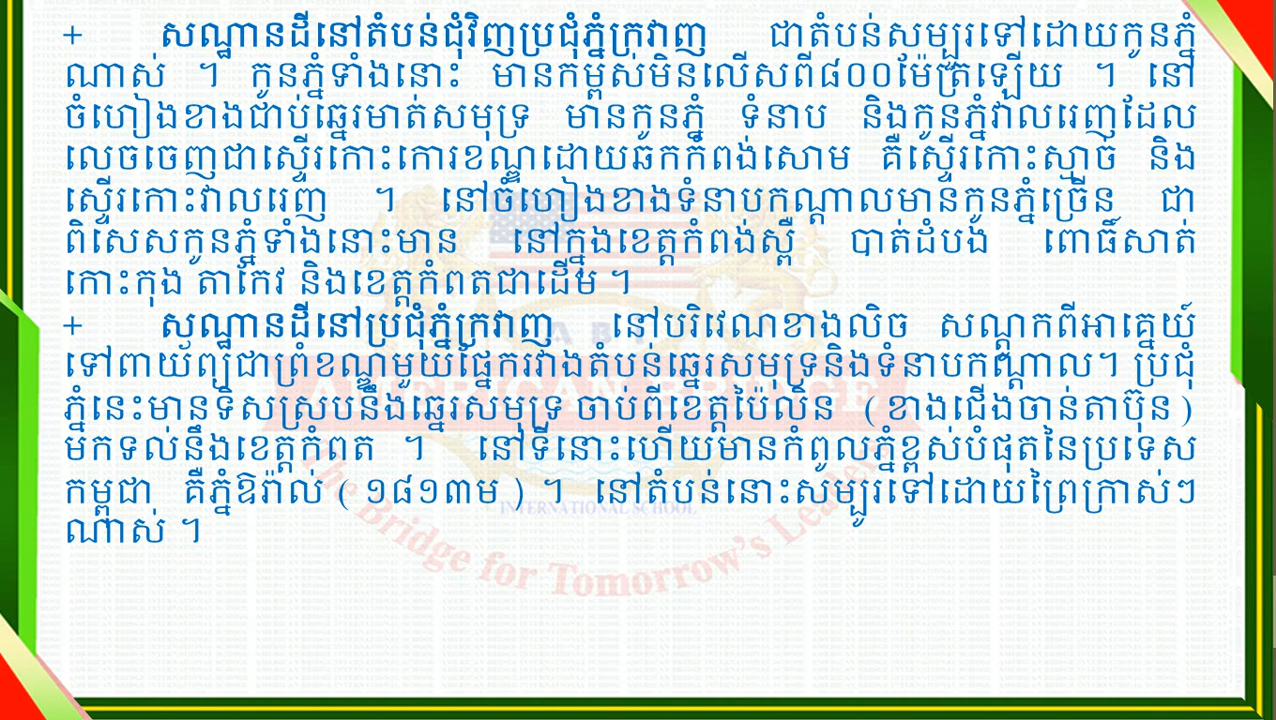 + សណ្ឋានដីនៅតំបន់ជុំវិញប្រជុំភ្នំក្រវាញ ជាតំបន់សម្បូរទៅដោយកូនភ្នំ
ណាស់ ។ កូនភ្នំទាំងនោះ មានកម្ពស់មិនលើសពី៨០០ម៉ែត្រឡើយ ។ នៅ
ចំហៀងខាងជាប់ឆ្នេរមាត់សមុទ្រ មានកូនភ្នំ ទំនាប និងកូនភ្នំវាលរេញដែល
លេចចេញជាស្ទើរកោះកោរខណ្ឌដោយឆកកំពង់សោម គឺស្ទើរកោះស្មាច់ និង
ស្ទើរកោះវាលរេញ ។ នៅចំហៀងខាងទំនាបកណ្តាលមានកូនភ្នំច្រើន ជា
ពិសេសកូនភ្នំទាំងនោះមាន នៅក្នុងខេត្តកំពង់ស្ពឺ បាត់ដំបង ពោធិ៍សាត់
កោះកុង តាកែវ និងខេត្តកំពតជាដើម ។
+ សណ្ឋានដីនៅប្រជុំភ្នំក្រវាញ នៅបរិវេណខាងលិច សណ្តូកពីអាគ្នេយ៍
ទៅពាយ័ព្យជាព្រំខណ្ឌមួយផ្នែករវាងតំបន់ឆ្នេរសមុទ្រនិងទំនាបកណ្តាល។ ប្រជុំ
ភ្នំនេះមានទិសស្របនឹងឆ្នេរសមុទ្រ ចាប់ពីខេត្តប៉ៃលិន (ខាងជើងចាន់តាប៊ុន)
មកទល់នឹងខេត្តកំពត ។ នៅទីនោះហើយមានកំពូលភ្នំខ្ពស់បំផុតនៃប្រទេស
កម្ពុជា គឺភ្នំឱរ៉ាល់ (១៨១៣ម) ។ នៅតំបន់នោះសម្បូរទៅដោយព្រៃក្រាស់ៗ
ណាស់ ។
AMERICAN BRIDGE
INTERNATIONAL SCHOOL
The Bridge for Tomorrow's Leaders